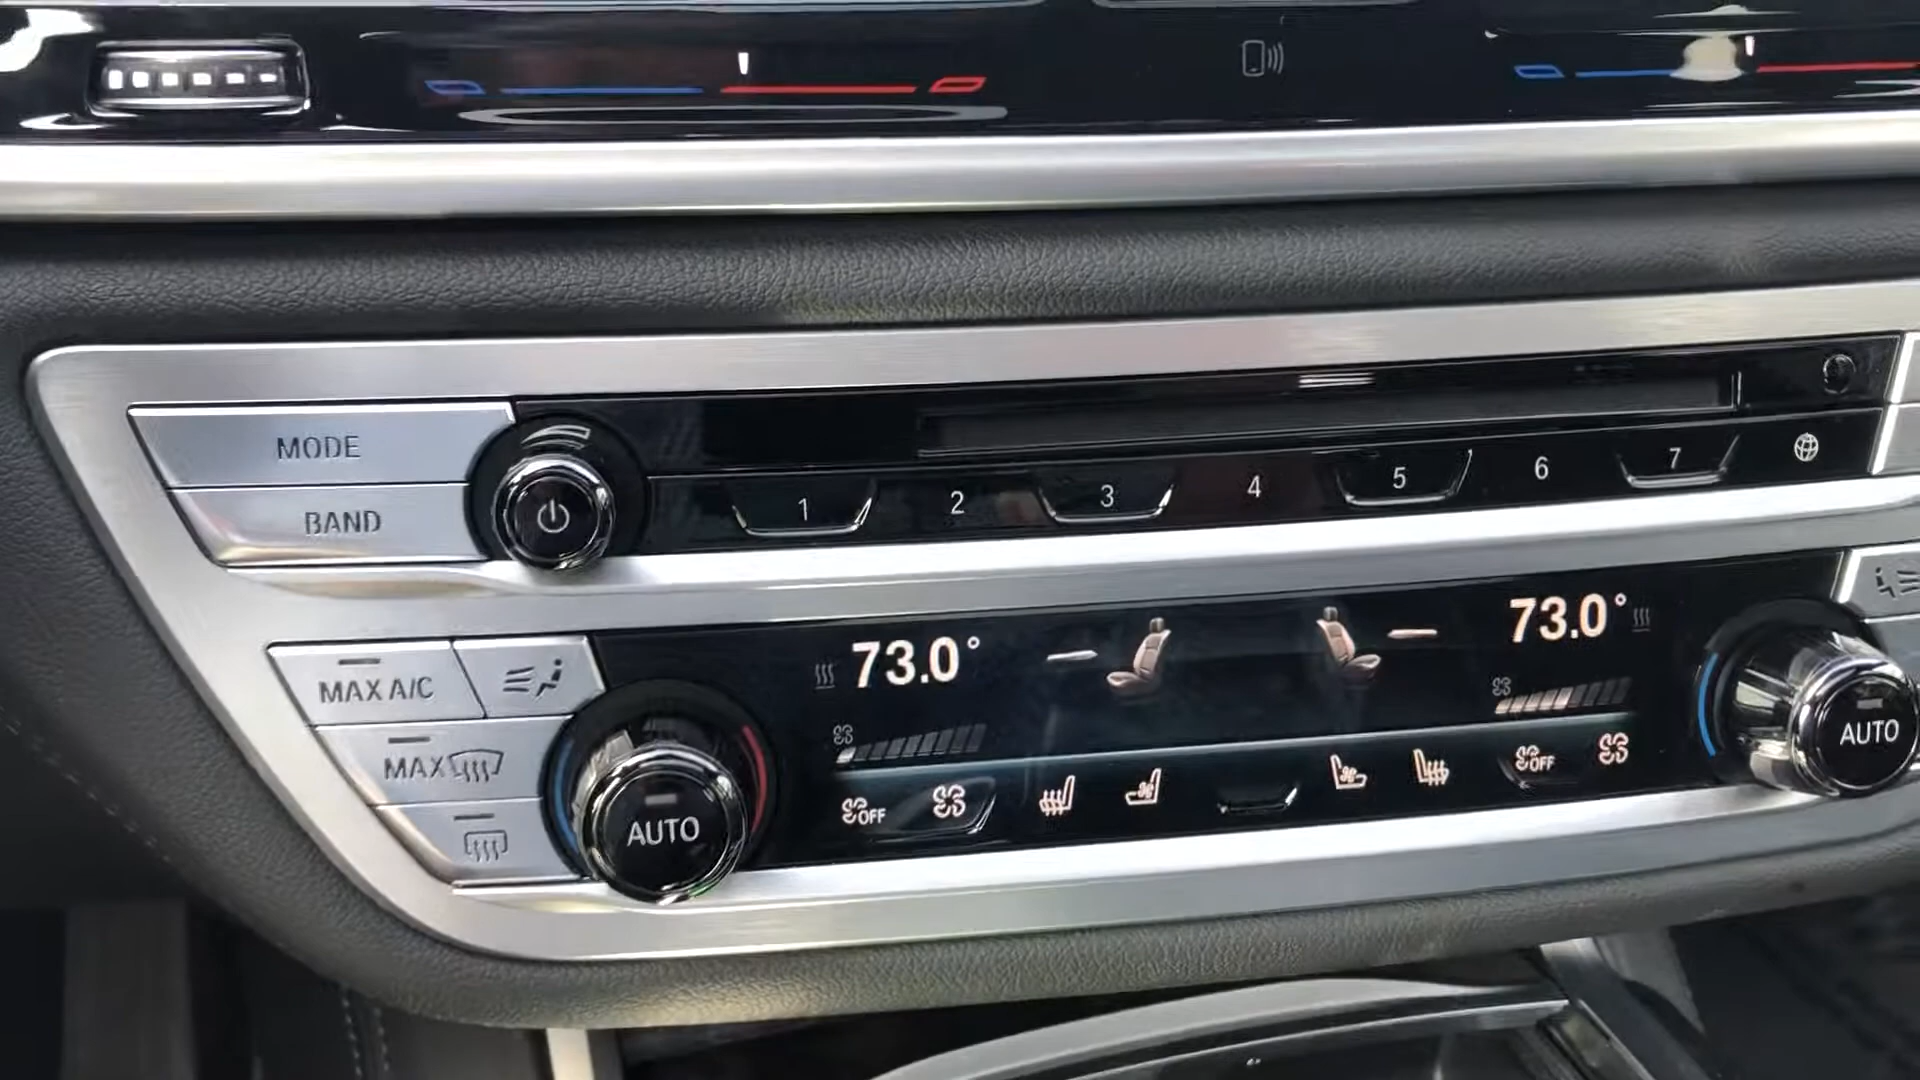 MODE
BAND
1 2 3 4 5 6 7
73.0° 73.0°
MAX A/C
MAX
AUTO
OFF
OFF
AUTO